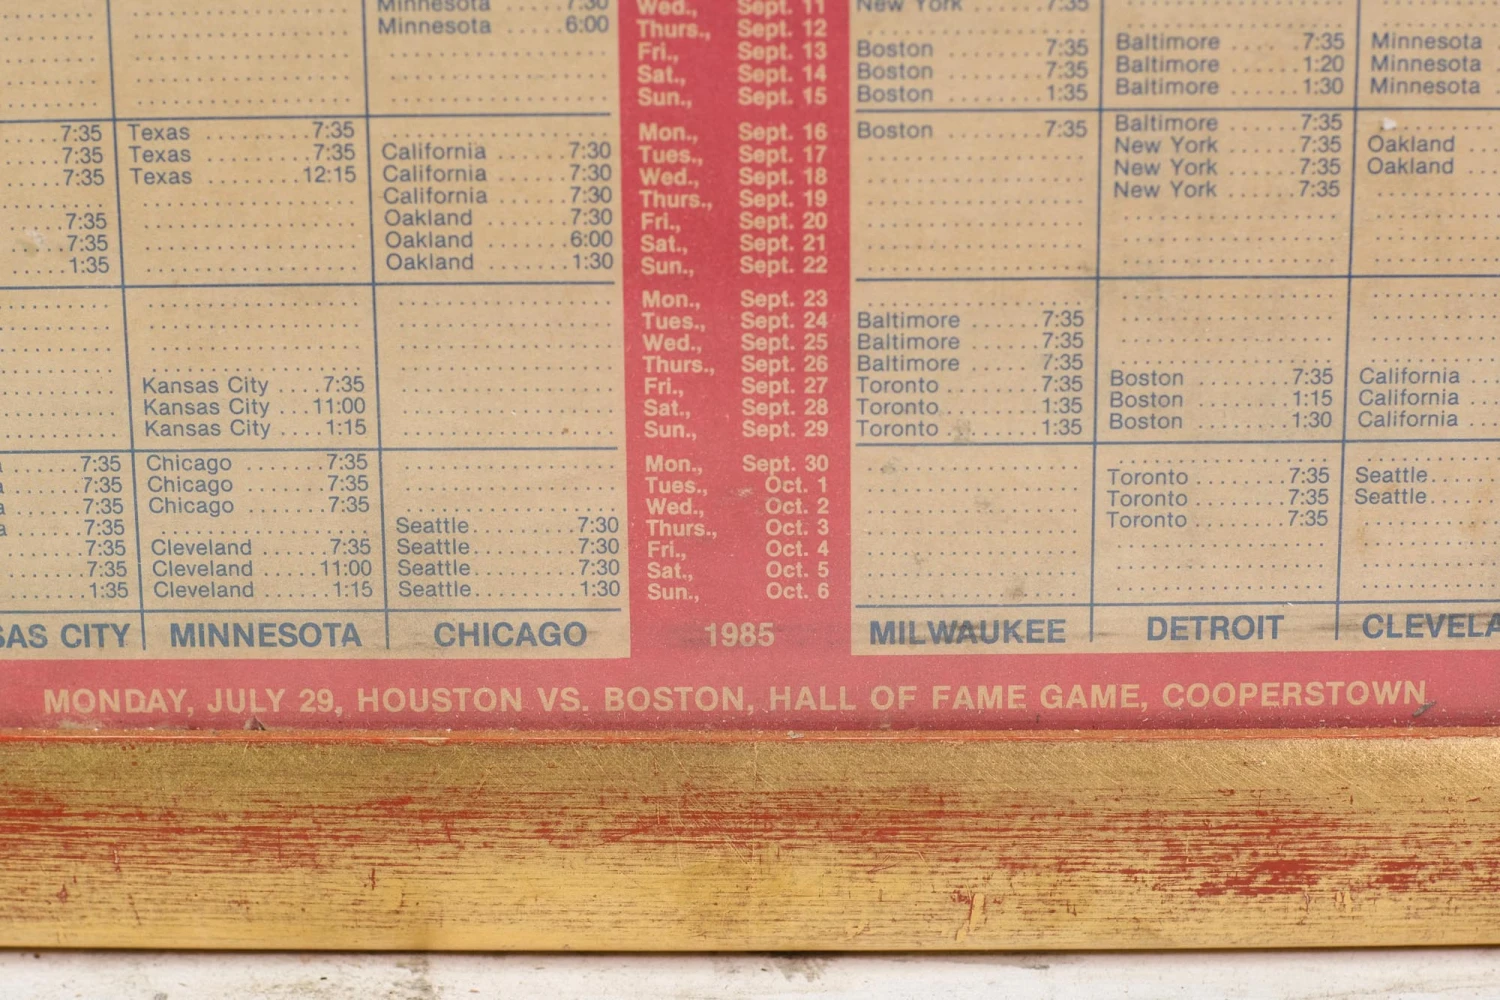 Minnesota ..... 7:30 Wed., Sept. 11 New York ..... 7:35
Minnesota ..... 6:00 Thurs., Sept. 12 Baltimore ..... 7:35 Minnesota
Fri., Sept. 13 Boston ..... 7:35 Baltimore ..... 1:20 Minnesota
Sat., Sept. 14 Boston ..... 7:35 Baltimore ..... 1:30 Minnesota
Sun., Sept. 15 Boston ..... 1:35
7:35 Texas ..... 7:35 Mon., Sept. 16 Boston ..... 7:35 Baltimore ..... 7:35
7:35 Texas ..... 7:35 California ..... 7:30 Tues., Sept. 17 New York ..... 7:35 Oakland
7:35 Texas ..... 12:15 California ..... 7:30 Wed., Sept. 18 New York ..... 7:35 Oakland
California ..... 7:30 Thurs., Sept. 19 New York ..... 7:35
7:35 Oakland ..... 7:30 Fri., Sept. 20
7:35 Oakland ..... 6:00 Sat., Sept. 21
1:35 Oakland ..... 1:30 Sun., Sept. 22
Mon., Sept. 23
Tues., Sept. 24 Baltimore ..... 7:35
Wed., Sept. 25 Baltimore ..... 7:35
Thurs., Sept. 26 Baltimore ..... 7:35
Kansas City ..... 7:35 Fri., Sept. 27 Toronto ..... 7:35 Boston ..... 7:35 California
Kansas City ... 11:00 Sat., Sept. 28 Toronto ..... 1:35 Boston ..... 1:15 California
Kansas City ..... 1:15 Sun., Sept. 29 Toronto ..... 1:35 Boston ..... 1:30 California
7:35 Chicago ..... 7:35 Mon., Sept. 30
7:35 Chicago ..... 7:35 Tues., Oct. 1 Toronto ..... 7:35 Seattle
7:35 Chicago ..... 7:35 Wed., Oct. 2 Toronto ..... 7:35 Seattle
7:35 Seattle ..... 7:30 Thurs., Oct. 3 Toronto ..... 7:35
7:35 Cleveland ..... 7:35 Seattle ..... 7:30 Fri., Oct. 4
7:35 Cleveland ..... 11:00 Seattle ..... 7:30 Sat., Oct. 5
1:35 Cleveland ..... 1:15 Seattle ..... 1:30 Sun., Oct. 6
SAS CITY MINNESOTA CHICAGO 1985 MILWAUKEE DETROIT CLEVELA
MONDAY, JULY 29, HOUSTON VS. BOSTON, HALL OF FAME GAME, COOPERSTOWN